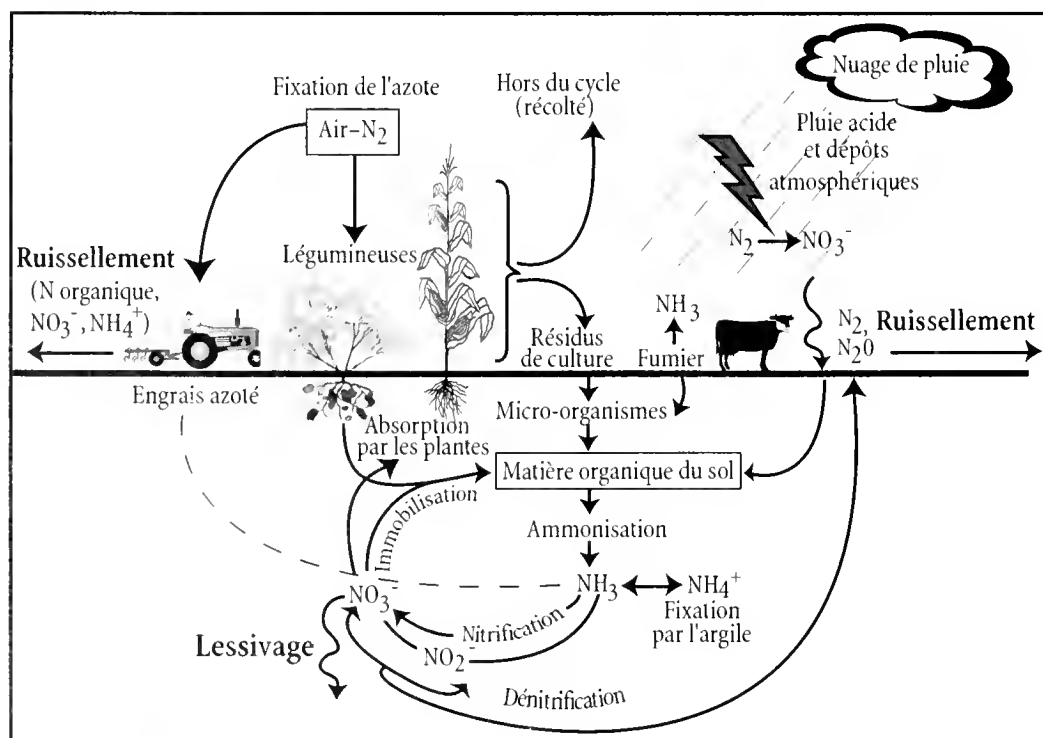 Nuage de pluie
Fixation de l'azote
Air–N2
Hors du cycle
(récolté)
Pluie acide
et dépôts
atmosphériques
N2
NO3-
Légumineuses
Ruissellement
(N organique,
NO3-, NH4+)
NH3
Résidus
de culture
Fumier
N2,
N20
Ruissellement
Engrais azoté
Absorption
par les plantes
Micro-organismes
Matière organique du sol
Immobilisation
Ammonisation
NO3-
NH3
NH4+
Fixation
par l'argile
Nitrification
NO2-
Lessivage
Dénitrification